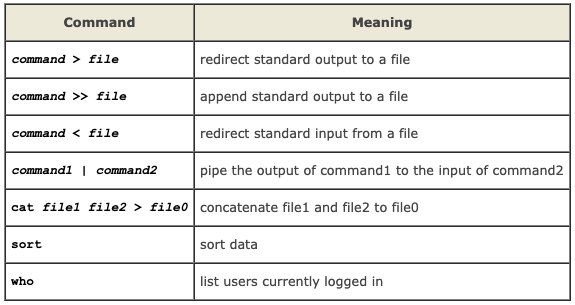 Command Meaning
command > file redirect standard output to a file
command >> file append standard output to a file
command < file redirect standard input from a file
command1 | command2 pipe the output of command1 to the input of command2
cat file1 file2 > file0 concatenate file1 and file2 to file0
sort sort data
who list users currently logged in